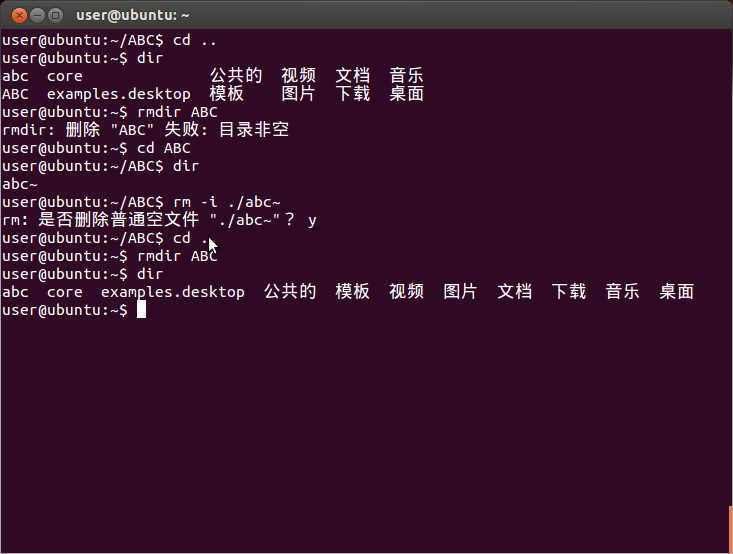 user@ubuntu: ~
user@ubuntu:~/ABC$ cd ..
user@ubuntu:~$ dir
abc  core              公共的  视频  文档  音乐
ABC  examples.desktop  模板    图片  下载  桌面
user@ubuntu:~$ rmdir ABC
rmdir: 删除 "ABC" 失败: 目录非空
user@ubuntu:~$ cd ABC
user@ubuntu:~/ABC$ dir
abc~
user@ubuntu:~/ABC$ rm -i ./abc~
rm: 是否删除普通空文件 "./abc~"？ y
user@ubuntu:~/ABC$ cd .
user@ubuntu:~$ rmdir ABC
user@ubuntu:~$ dir
abc  core  examples.desktop  公共的  模板  视频  图片  文档  下载  音乐  桌面
user@ubuntu:~$